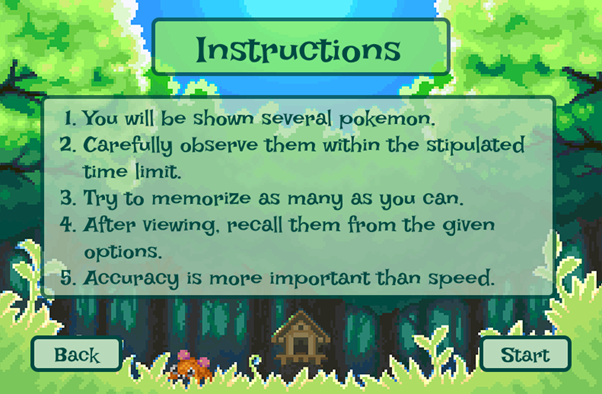 Instructions
1. You will be shown several pokemon.
2. Carefully observe them within the stipulated
time limit.
3. Try to memorize as many as you can.
4. After viewing, recall them from the given
options.
5. Accuracy is more important than speed.
Back
Start